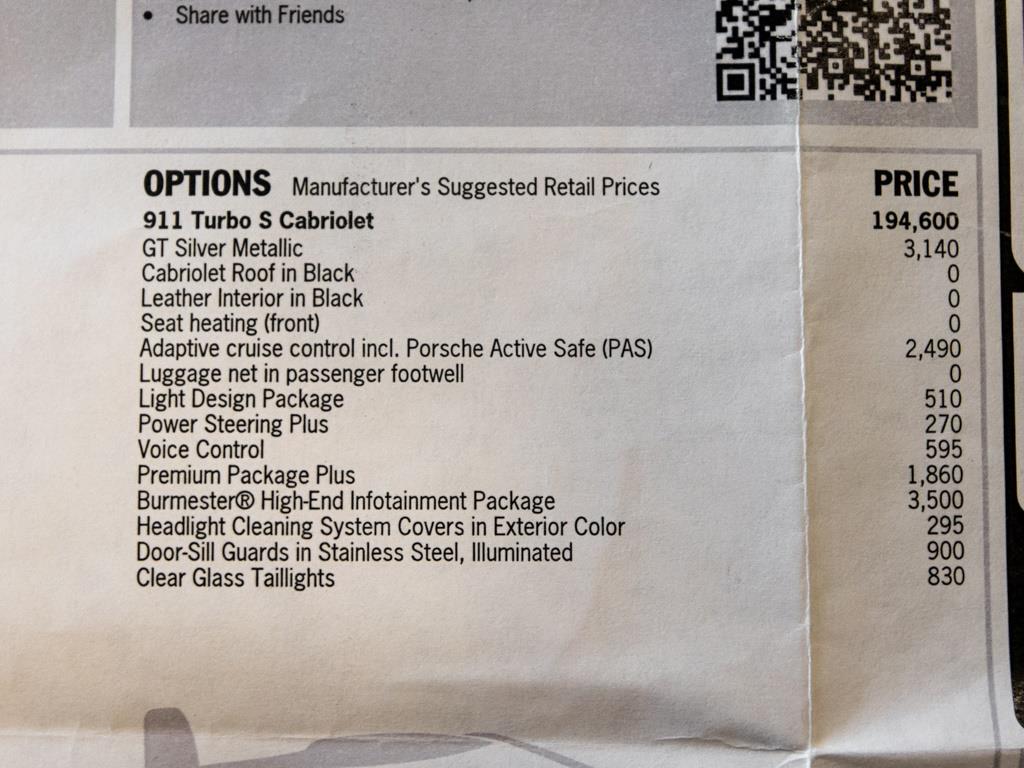 • Share with Friends
OPTIONS Manufacturer's Suggested Retail Prices PRICE
911 Turbo S Cabriolet 194,600
GT Silver Metallic 3,140
Cabriolet Roof in Black 0
Leather Interior in Black 0
Seat heating (front) 0
Adaptive cruise control incl. Porsche Active Safe (PAS) 2,490
Luggage net in passenger footwell 0
Light Design Package 510
Power Steering Plus 270
Voice Control 595
Premium Package Plus 1,860
Burmester® High-End Infotainment Package 3,500
Headlight Cleaning System Covers in Exterior Color 295
Door-Sill Guards in Stainless Steel, Illuminated 900
Clear Glass Taillights 830